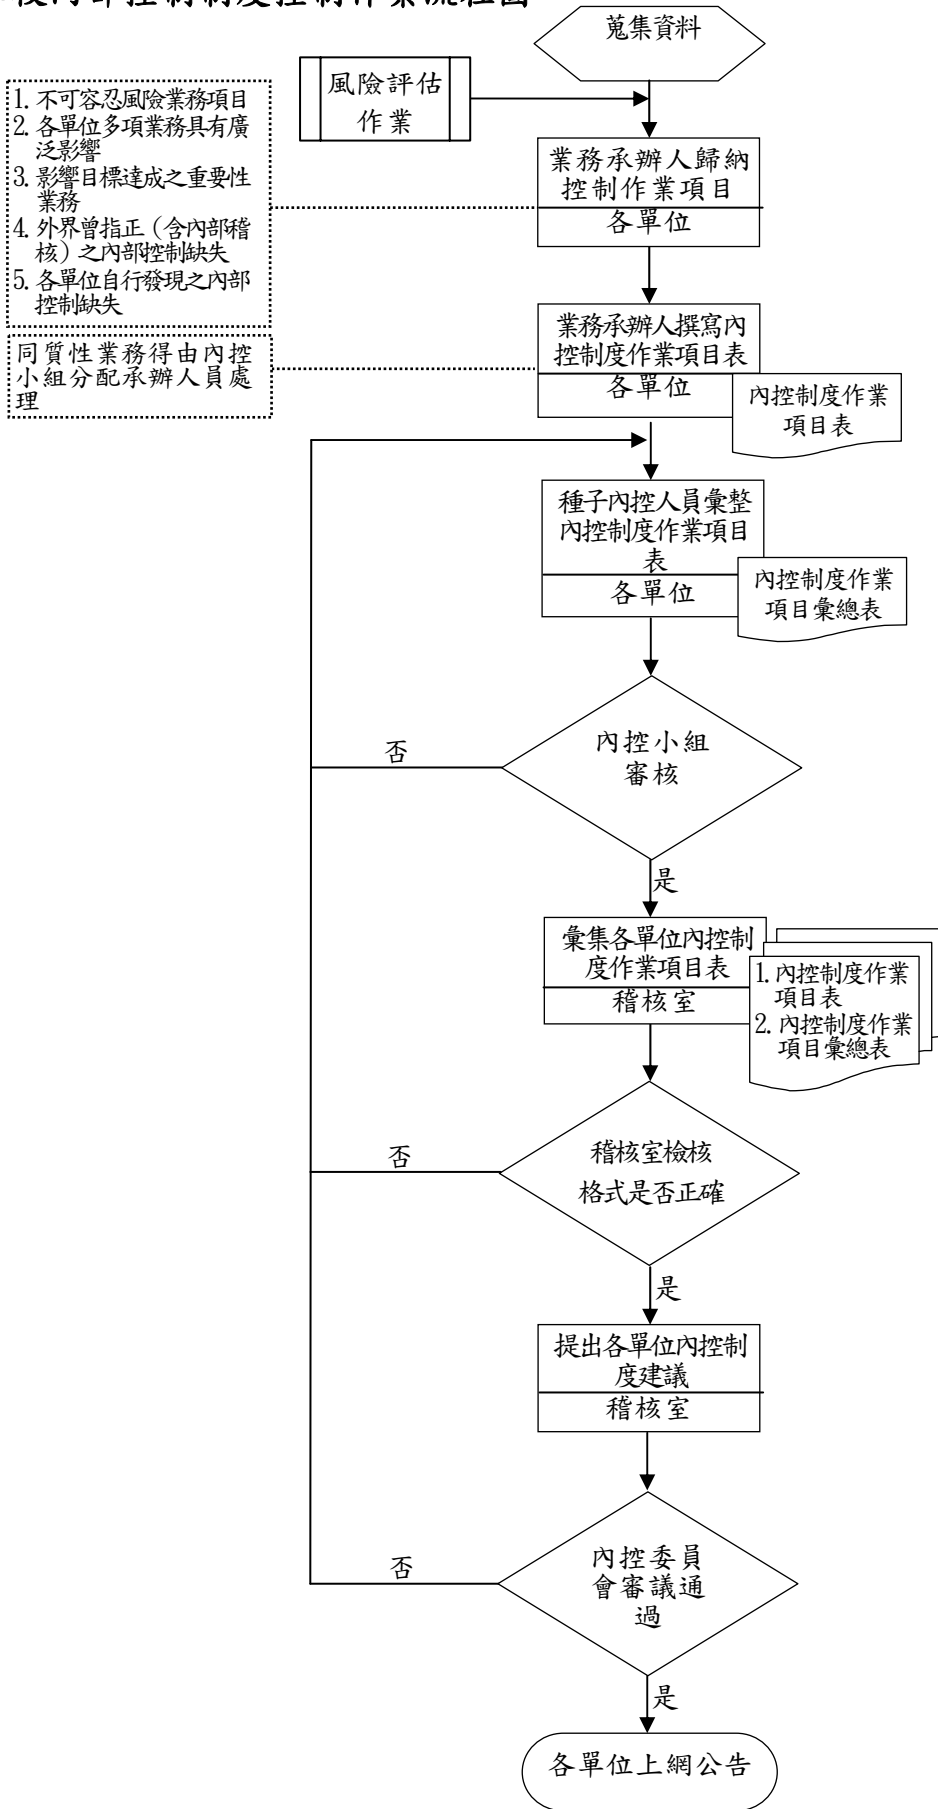 校內部控制制度控制作業流程圖
蒐集資料
風險評估
作業
1. 不可容忍風險業務項目
2. 各單位多項業務具有廣
泛影響
3. 影響目標達成之重要性
業務
4. 外界曾指正（含內部稽
核）之內部控制缺失
5. 各單位自行發現之內部
控制缺失
業務承辦人歸納
控制作業項目
各單位
業務承辦人撰寫內
控制度作業項目表
各單位
同質性業務得由內控
小組分配承辦人員處
理
內控制度作業
項目表
種子內控人員彙整
內控制度作業項目
表
各單位
內控制度作業
項目彙總表
內控小組
審核
否
是
彙集各單位內控制
度作業項目表
稽核室
1. 內控制度作業
項目表
2. 內控制度作業
項目彙總表
稽核室檢核
格式是否正確
否
是
提出各單位內控制
度建議
稽核室
內控委員
會審議通
過
否
是
各單位上網公告